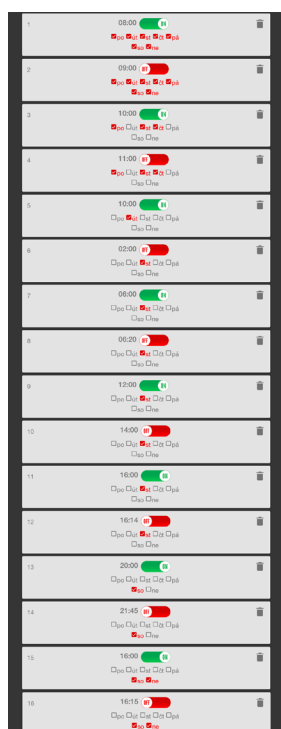 1 08:00 ON
po út st čt pá
so ne
2 09:00 OFF
po út st čt pá
so ne
3 10:00 ON
po út st čt pá
so ne
4 11:00 OFF
po út st čt pá
so ne
5 10:00 ON
po út st čt pá
so ne
6 02:00 OFF
po út st čt pá
so ne
7 06:00 ON
po út st čt pá
so ne
8 06:20 OFF
po út st čt pá
so ne
9 12:00 ON
po út st čt pá
so ne
10 14:00 OFF
po út st čt pá
so ne
11 16:00 ON
po út st čt pá
so ne
12 16:14 OFF
po út st čt pá
so ne
13 20:00 ON
po út st čt pá
so ne
14 21:45 OFF
po út st čt pá
so ne
15 16:00 ON
po út st čt pá
so ne
16 16:15 OFF
po út st čt pá
so ne